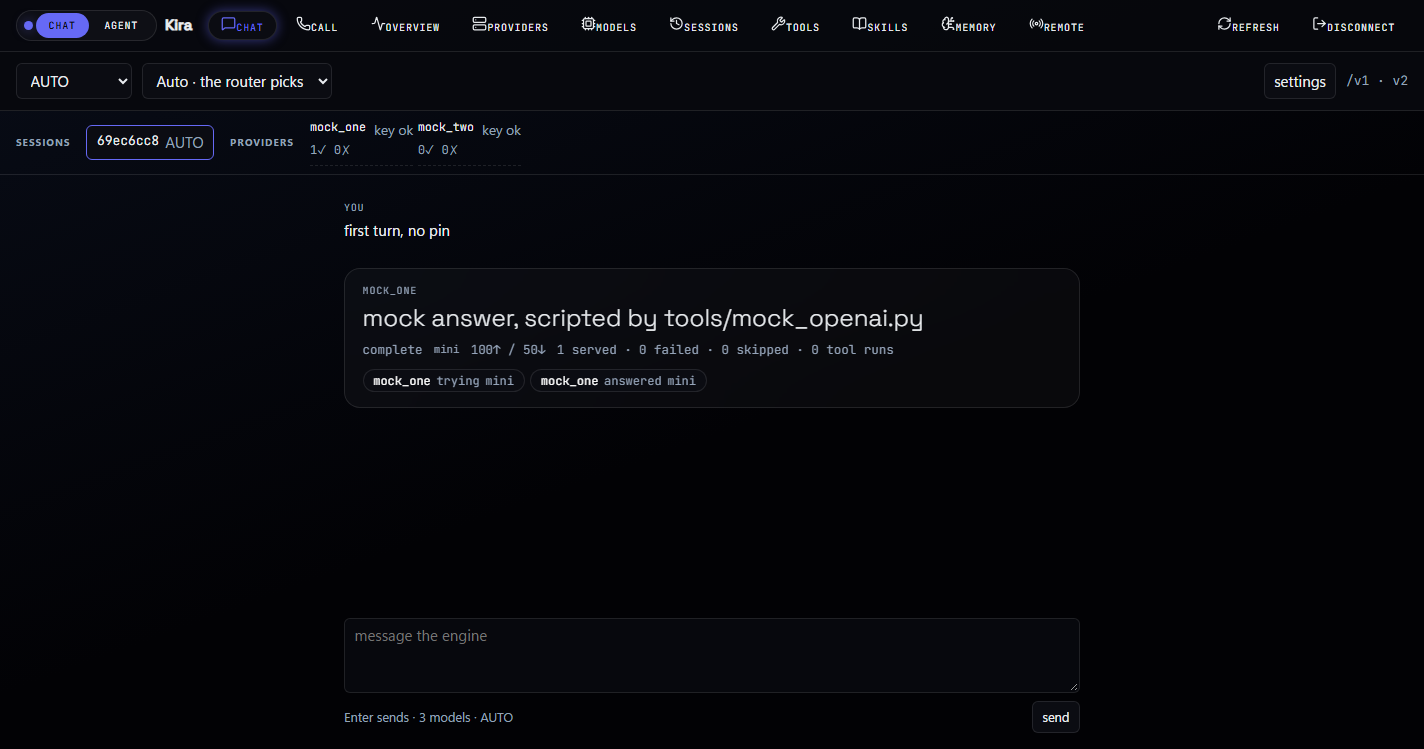 CHAT AGENT Kira CHAT CALL OVERVIEW PROVIDERS MODELS SESSIONS TOOLS SKILLS MEMORY REMOTE REFRESH DISCONNECT
AUTO Auto · the router picks settings /v1 · v2
SESSIONS 69ec6cc8 AUTO PROVIDERS mock_one key ok mock_two key ok
1✓ 0✗ 0✓ 0✗
YOU
first turn, no pin
MOCK_ONE
mock answer, scripted by tools/mock_openai.py
complete mini 100↑ / 50↓ 1 served · 0 failed · 0 skipped · 0 tool runs
mock_one trying mini mock_one answered mini
message the engine
Enter sends · 3 models · AUTO send